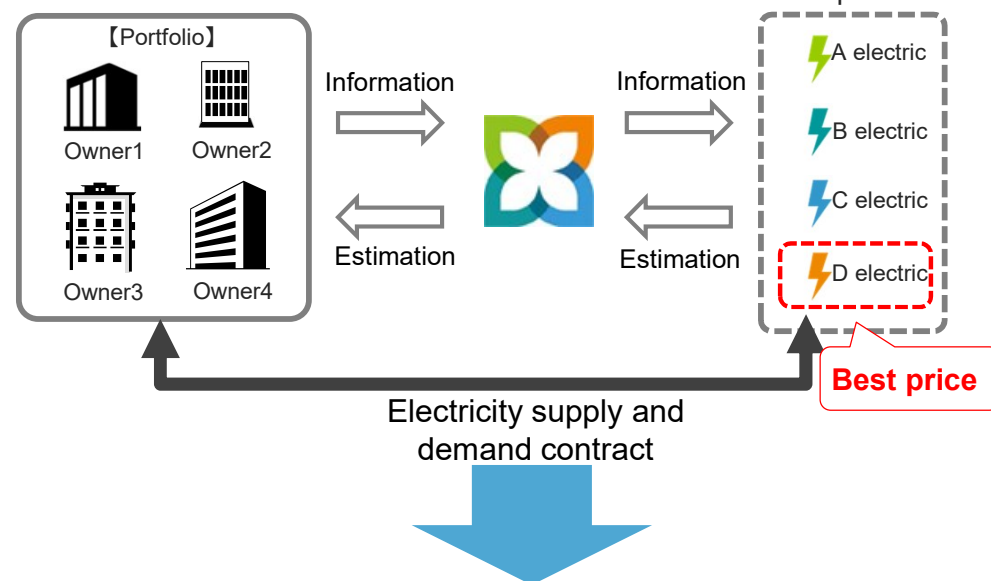 【Portfolio】
Owner1
Owner2
Owner3
Owner4
Information
Estimation
Information
Estimation
A electric
B electric
C electric
D electric
Best price
Electricity supply and
demand contract